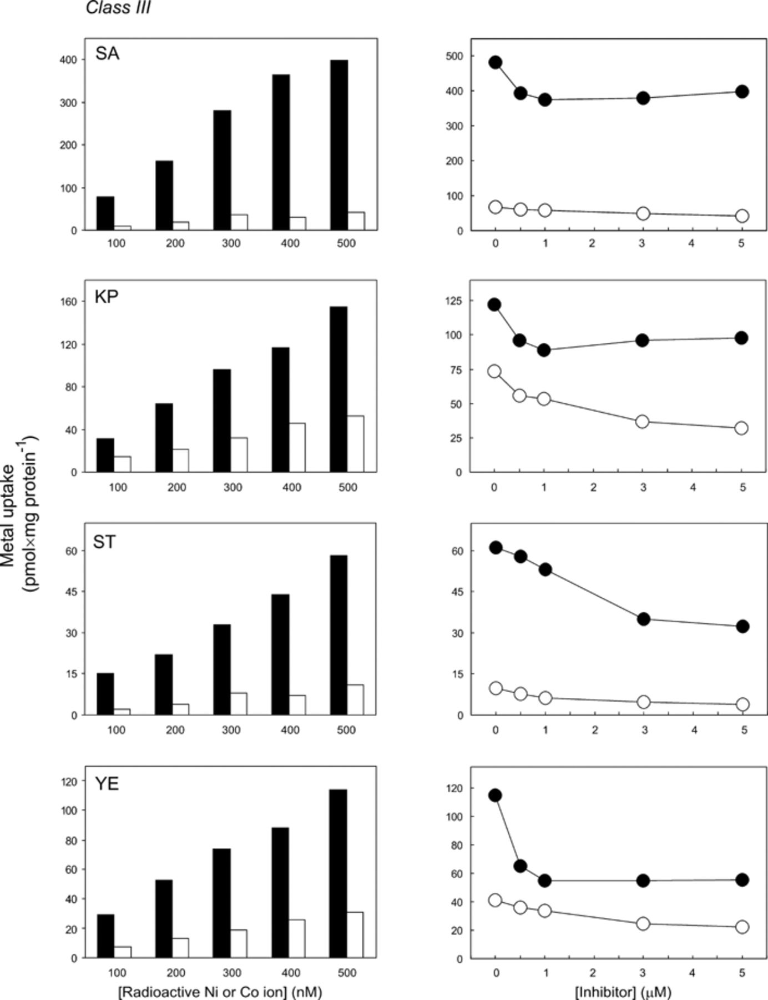 Class III
SA
400
300
200
100
0
100 200 300 400 500
500
400
300
200
100
0
0 1 2 3 4 5
KP
160
120
80
40
0
100 200 300 400 500
125
100
75
50
25
0
0 1 2 3 4 5
Metal uptake
(pmol×mg protein⁻¹)
ST
60
45
30
15
0
100 200 300 400 500
60
45
30
15
0
0 1 2 3 4 5
YE
120
100
80
60
40
20
0
100 200 300 400 500
[Radioactive Ni or Co ion] (nM)
120
100
80
60
40
20
0
0 1 2 3 4 5
[Inhibitor] (μM)